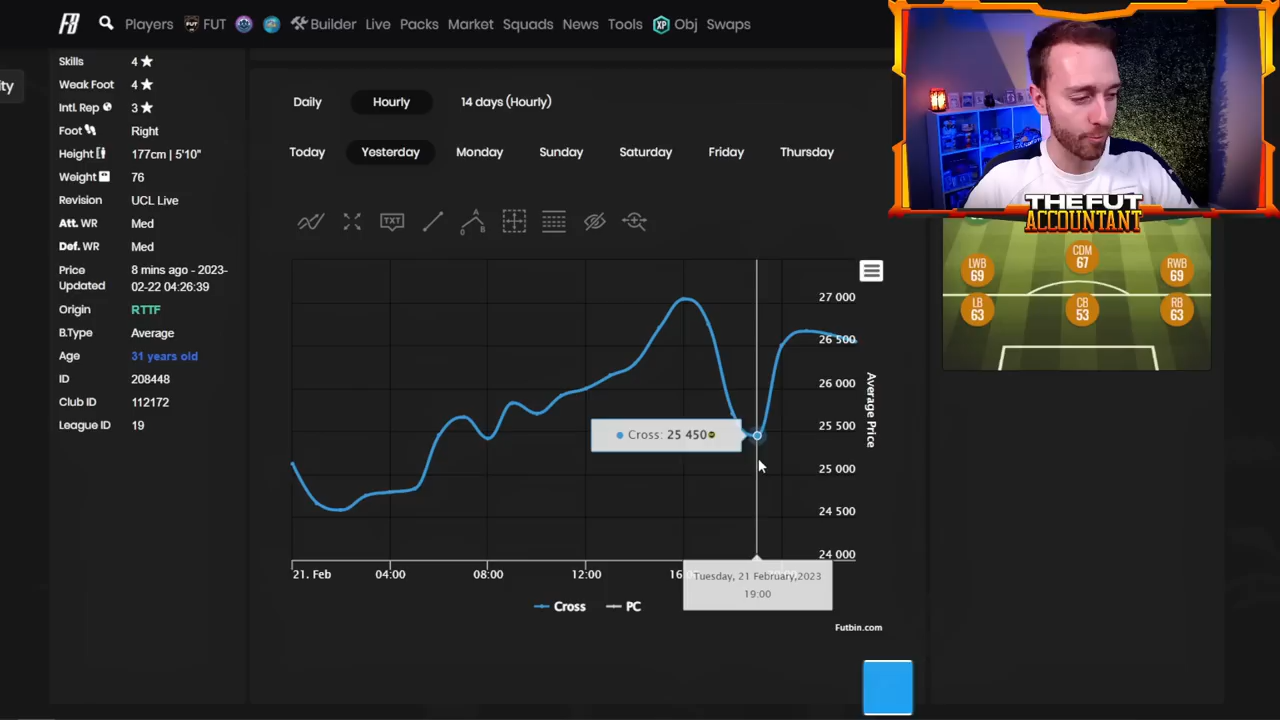 FB Players FUT Builder Live Packs Market Squads News Tools XP Obj Swaps
ity
Skills 4
Weak Foot 4
Intl. Rep 3
Foot Right
Height 177cm | 5'10"
Weight 76
Revision UCL Live
Att. WR Med
Def. WR Med
Price Updated 8 mins ago - 2023-02-22 04:26:39
Origin RTTF
B.Type Average
Age 31 years old
ID 208448
Club ID 112172
League ID 19
Daily Hourly 14 days (Hourly)
Today Yesterday Monday Sunday Saturday Friday Thursday
TXT
A
0 B
27 000
26 500
26 000
25 500
25 000
24 500
24 000
Average Price
Cross: 25 450
21. Feb 04:00 08:00 12:00 16:
Tuesday, 21 February,2023
19:00
Cross PC
Futbin.com
THE FUT
ACCOUNTANT
LWB
69
CDM
67
RWB
69
LB
63
CB
53
RB
63